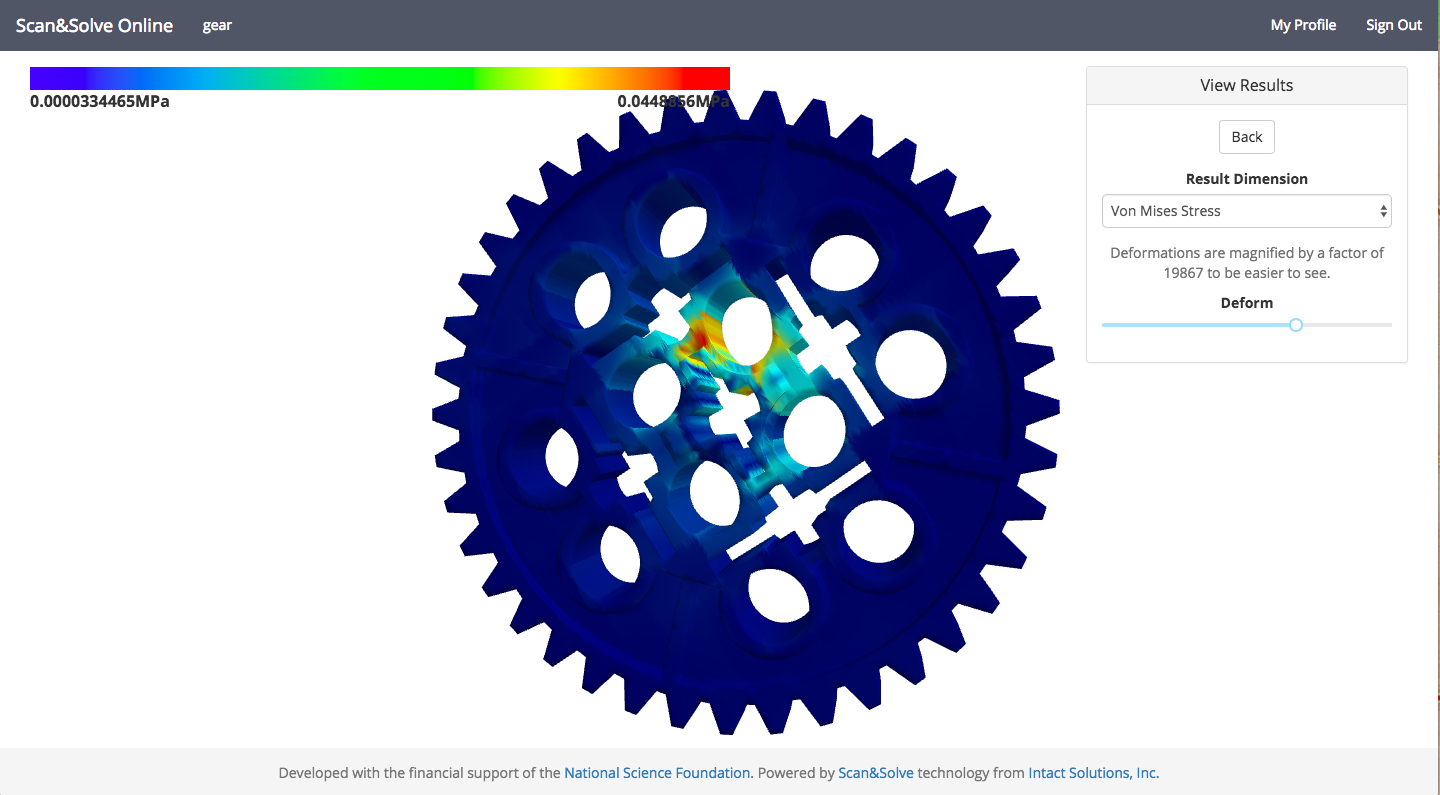 Scan&Solve Online gear My Profile Sign Out
0.0000334465MPa 0.0448856MPa
View Results
Back
Result Dimension
Von Mises Stress
Deformations are magnified by a factor of
19867 to be easier to see.
Deform
Developed with the financial support of the National Science Foundation. Powered by Scan&Solve technology from Intact Solutions, Inc.